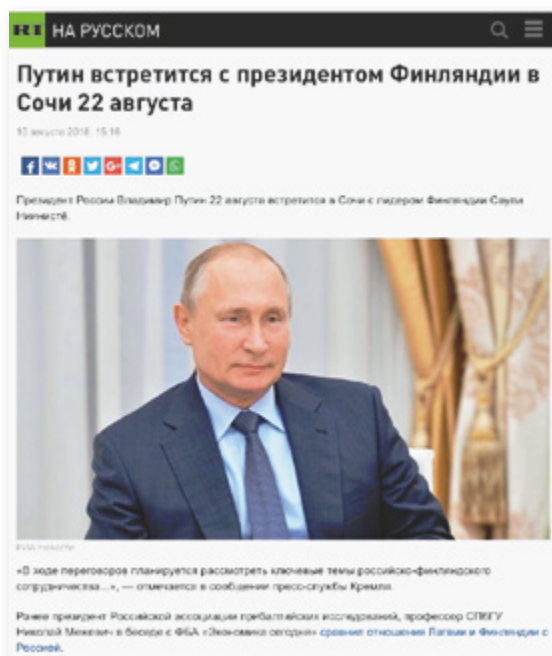 RT НА РУССКОМ
Путин встретится с президентом Финляндии в
Сочи 22 августа
10 августа 2018, 15:16
Президент России Владимир Путин 22 августа встретится в Сочи с лидером Финляндии Саули
Ниинистё.
РИА Новости
«В ходе переговоров планируется рассмотреть ключевые темы российско-финляндского
сотрудничества...», — отмечается в сообщении пресс-службы Кремля.
Ранее президент Российской ассоциации прибалтийских исследований, профессор СПбГУ
Николай Межевич в беседе с ФБА «Экономика сегодня» сравнил отношения Латвии и Финляндии с
Россией.